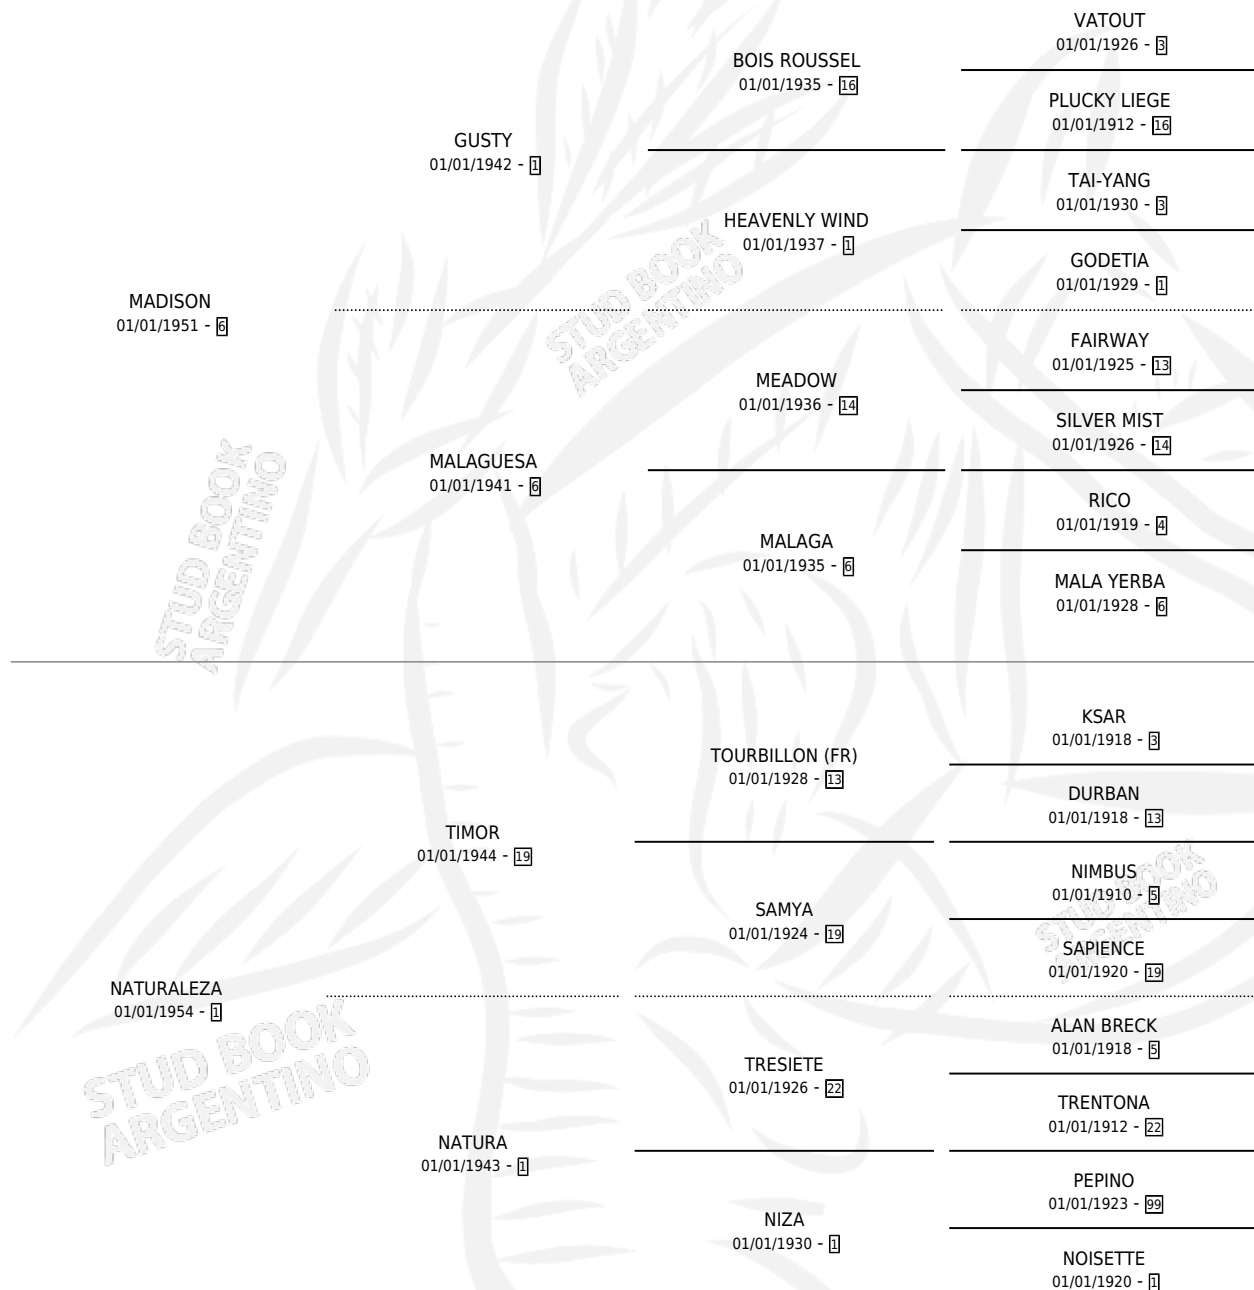 VATOUT
01/01/1926 - 3
BOIS ROUSSEL
01/01/1935 - 16
PLUCKY LIEGE
01/01/1912 - 16
GUSTY
01/01/1942 - 1
TAI-YANG
01/01/1930 - 3
HEAVENLY WIND
01/01/1937 - 1
GODETIA
01/01/1929 - 1
MADISON
01/01/1951 - 6
STUD BOOK
ARGENTINO
FAIRWAY
01/01/1925 - 13
MEADOW
01/01/1936 - 14
SILVER MIST
01/01/1926 - 14
MALAGUESA
01/01/1941 - 6
RICO
01/01/1919 - 4
MALAGA
01/01/1935 - 6
MALA YERBA
01/01/1928 - 6
STUD BOOK
ARGENTINO
KSAR
01/01/1918 - 3
TOURBILLON (FR)
01/01/1928 - 13
DURBAN
01/01/1918 - 13
TIMOR
01/01/1944 - 19
NIMBUS
01/01/1910 - 5
SAMYA
01/01/1924 - 19
SAPIENCE
01/01/1920 - 19
STUD BOOK
ARGENTINO
NATURALEZA
01/01/1954 - 1
STUD BOOK
ARGENTINO
ALAN BRECK
01/01/1918 - 5
TRESIETE
01/01/1926 - 22
TRENTONA
01/01/1912 - 22
NATURA
01/01/1943 - 1
PEPINO
01/01/1923 - 99
NIZA
01/01/1930 - 1
NOISETTE
01/01/1920 - 1